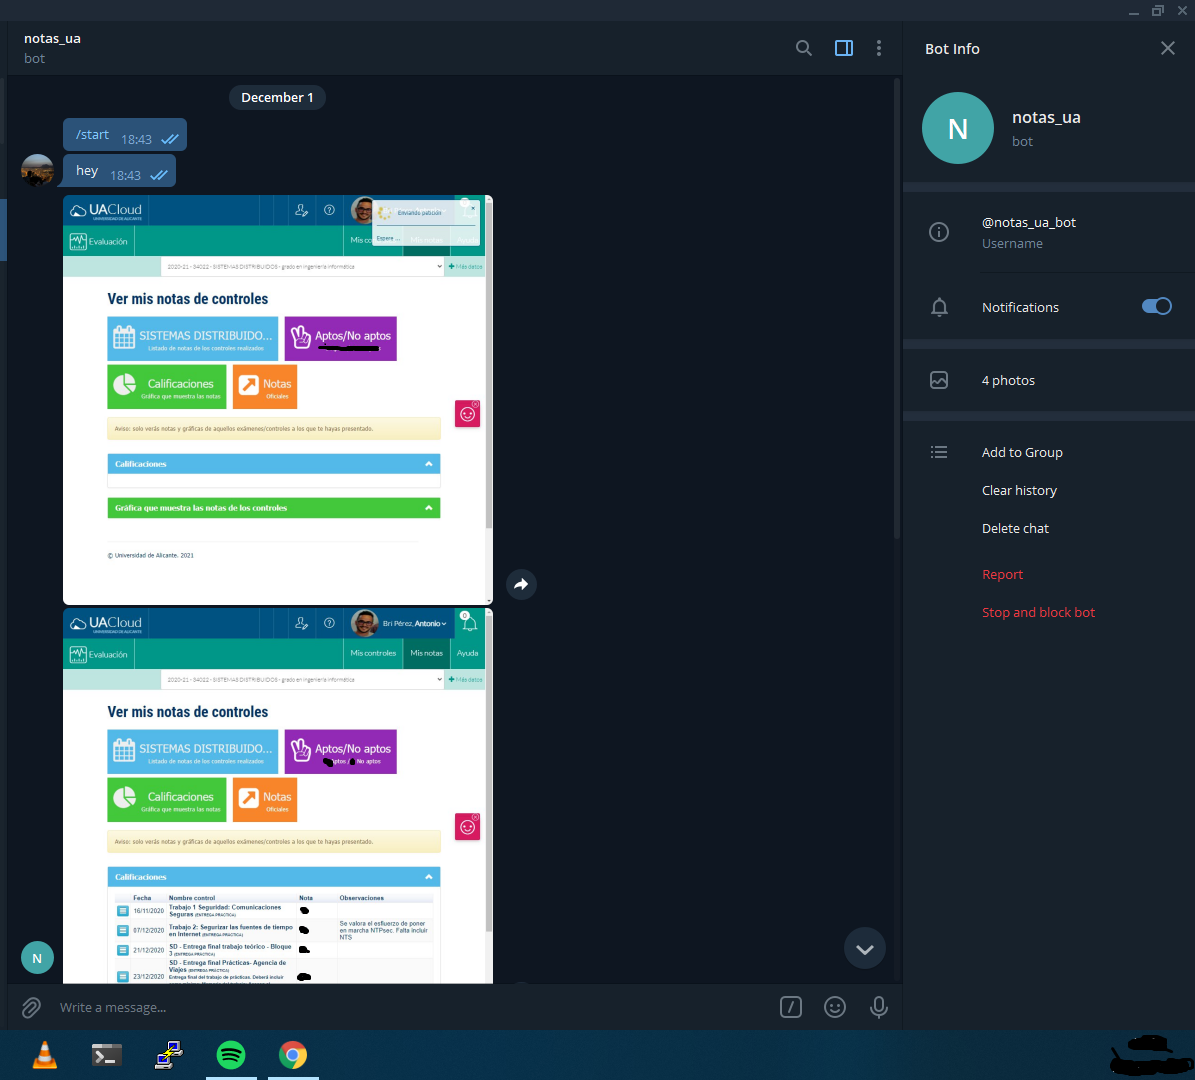 notas_ua
bot
December 1
/start 18:43
hey 18:43
UACloud
UNIVERSIDAD DE ALICANTE
Enviando petición
Espere ...
Evaluación
Mis notas
2020-21 - 34022 - SISTEMAS DISTRIBUIDOS - grado en ingeniería informática
Más datos
Ver mis notas de controles
SISTEMAS DISTRIBUIDO...
Listado de notas de los controles realizados
Aptos/No aptos
Calificaciones
Gráfica que muestra las notas
Notas
Oficiales
Aviso: solo verás notas y gráficas de aquellos exámenes/controles a los que te hayas presentado.
Calificaciones
Gráfica que muestra las notas de los controles
© Universidad de Alicante. 2021
UACloud
UNIVERSIDAD DE ALICANTE
Bri Pérez, Antonio
0
Evaluación
Mis controles
Mis notas
Ayuda
2020-21 - 34022 - SISTEMAS DISTRIBUIDOS - grado en ingeniería informática
Más datos
Ver mis notas de controles
SISTEMAS DISTRIBUIDO...
Listado de notas de los controles realizados
Aptos/No aptos
ptos / No aptos
Calificaciones
Gráfica que muestra las notas
Notas
Oficiales
Aviso: solo verás notas y gráficas de aquellos exámenes/controles a los que te hayas presentado.
Calificaciones
Fecha Nombre control Nota Observaciones
16/11/2020 Trabajo 1 Seguridad: Comunicaciones
Seguras (ENTREGA PRÁCTICA)
07/12/2020 Trabajo 2: Segurizar las fuentes de tiempo
en Internet (ENTREGA PRÁCTICA)
Se valora el esfuerzo de poner
en marcha NTPsec. Falta incluir
NTS
21/12/2020 SD - Entrega final trabajo teórico - Bloque
3 (ENTREGA PRÁCTICA)
23/12/2020 SD - Entrega final Prácticas- Agencia de
Viajes (ENTREGA PRÁCTICA)
Entrega final del trabajo de prácticas. Deberá incluir
N
Write a message...
Bot Info
N
notas_ua
bot
@notas_ua_bot
Username
Notifications
4 photos
Add to Group
Clear history
Delete chat
Report
Stop and block bot